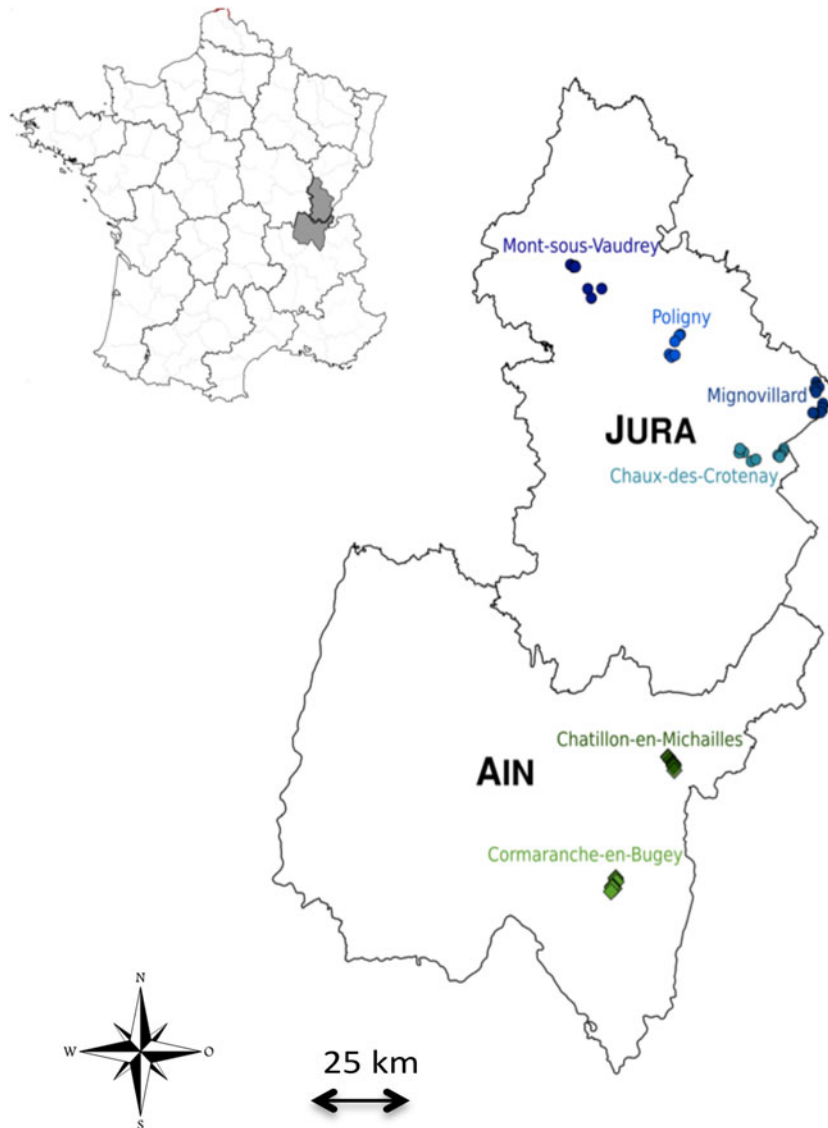 Mont-sous-Vaudrey
Poligny
Mignovillard
JURA
Chaux-des-Crotenay
Chatillon-en-Michailles
AIN
Cormaranche-en-Bugey
N
W
O
S
25 km